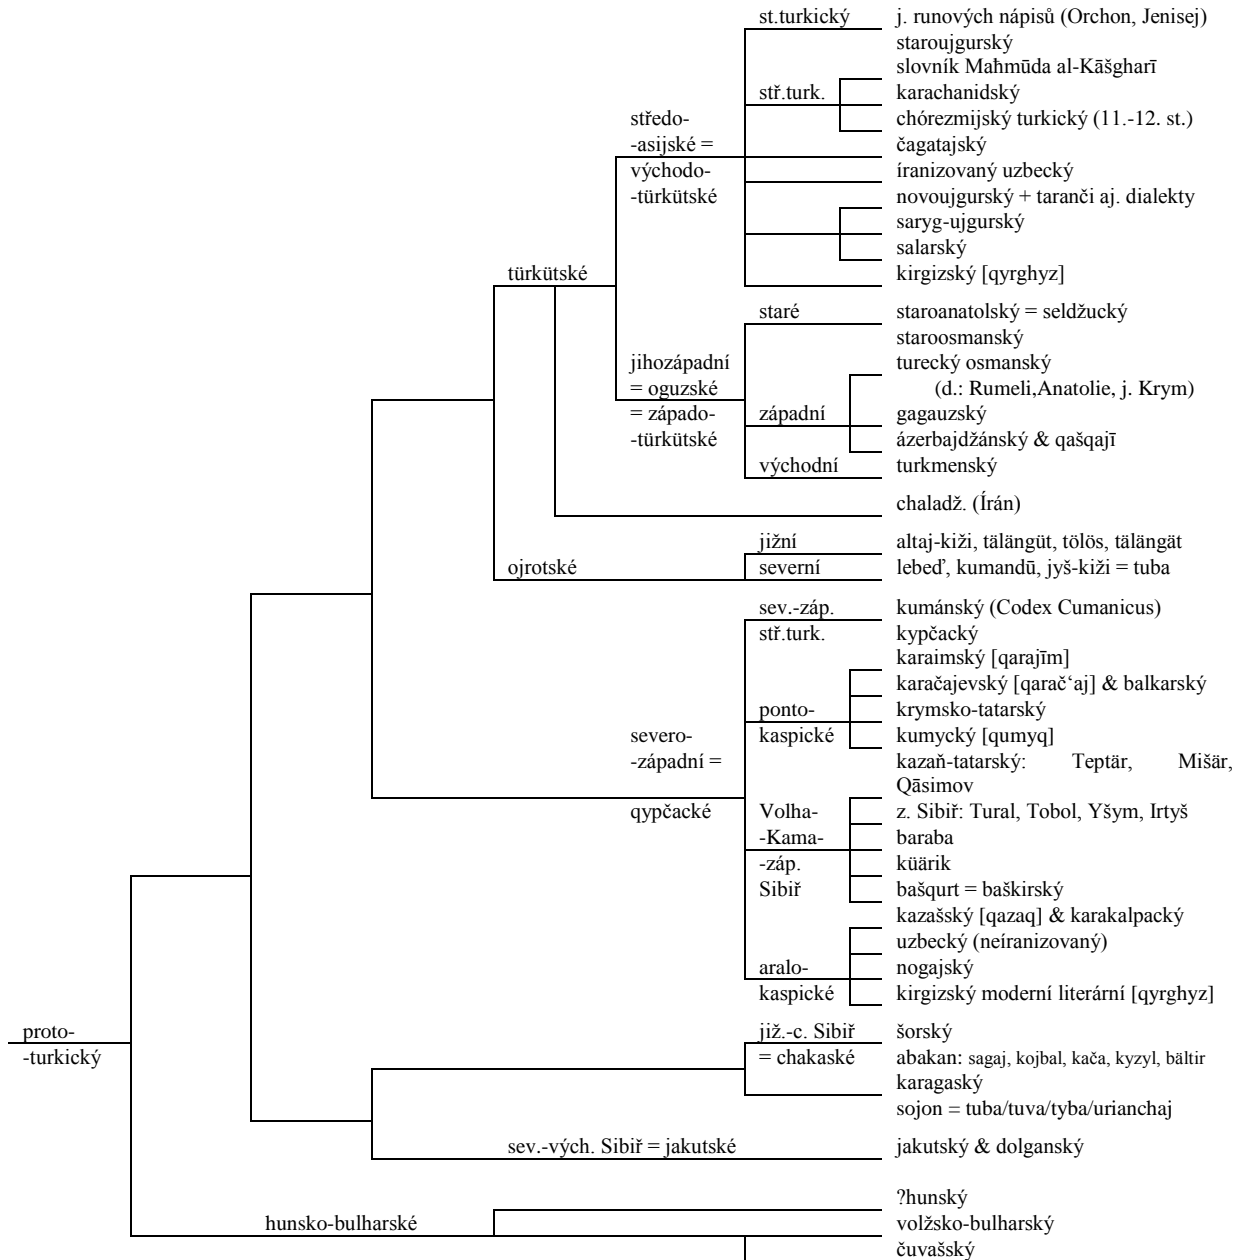 st.turkický j. runových nápisů (Orchon, Jenisej)
staroujgurský
slovník Maħmūda al-Kāšgharī
stř.turk. karachanidský
středo- chórezmijský turkický (11.-12. st.)
-asijské = čagatajský
východo- íranizovaný uzbecký
-türkütské novoujgurský + taranči aj. dialekty
saryg-ujgurský
salarský
türkütské kirgizský [qyrghyz]
staré staroanatolský = seldžucký
staroosmanský
jihozápadní turecký osmanský
= oguzské (d.: Rumeli,Anatolie, j. Krym)
= západo- západní gagauzský
-türkütské ázerbajdžánský & qašqajī
východní turkmenský
chaladž. (Írán)
jižní altaj-kiži, tälängüt, tölös, tälängät
ojrotské severní lebeď, kumandū, jyš-kiži = tuba
sev.-záp. kumánský (Codex Cumanicus)
stř.turk. kypčacký
karaimský [qarajīm]
karačajevský [qarač‘aj] & balkarský
ponto- krymsko-tatarský
severo- kaspické kumycký [qumyq]
-západní = kazaň-tatarský: Teptär, Mišär,
Qāsimov
qypčacké Volha- z. Sibiř: Tural, Tobol, Yšym, Irtyš
-Kama- baraba
-záp. küärik
Sibiř bašqurt = baškirský
kazašský [qazaq] & karakalpacký
uzbecký (neíranizovaný)
aralo- nogajský
kaspické kirgizský moderní literární [qyrghyz]
proto- již.-c. Sibiř šorský
-turkický = chakaské abakan: sagaj, kojbal, kača, kyzyl, bältir
karagaský
sojon = tuba/tuva/tyba/urianchaj
sev.-vých. Sibiř = jakutské jakutský & dolganský
?hunský
hunsko-bulharské volžsko-bulharský
čuvašský